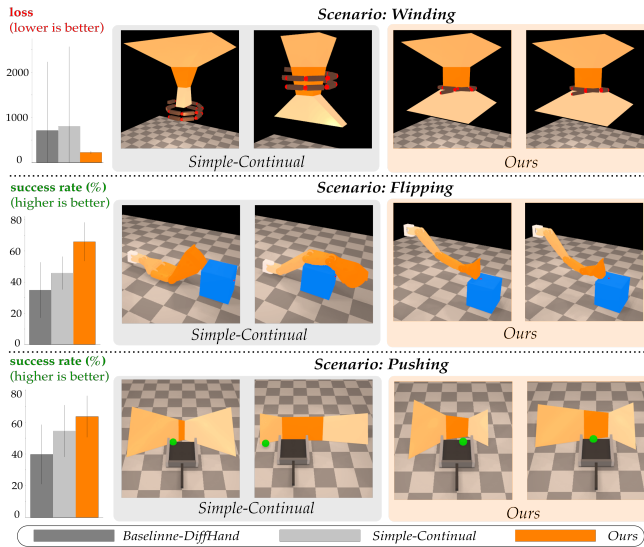 loss
(lower is better)
Scenario: Winding
2000
1000
0
Simple-Continual
Ours
success rate (%)
(higher is better)
Scenario: Flipping
80
60
40
20
0
Simple-Continual
Ours
success rate (%)
(higher is better)
Scenario: Pushing
80
60
40
20
0
Simple-Continual
Ours
Baselinne-DiffHand
Simple-Continual
Ours